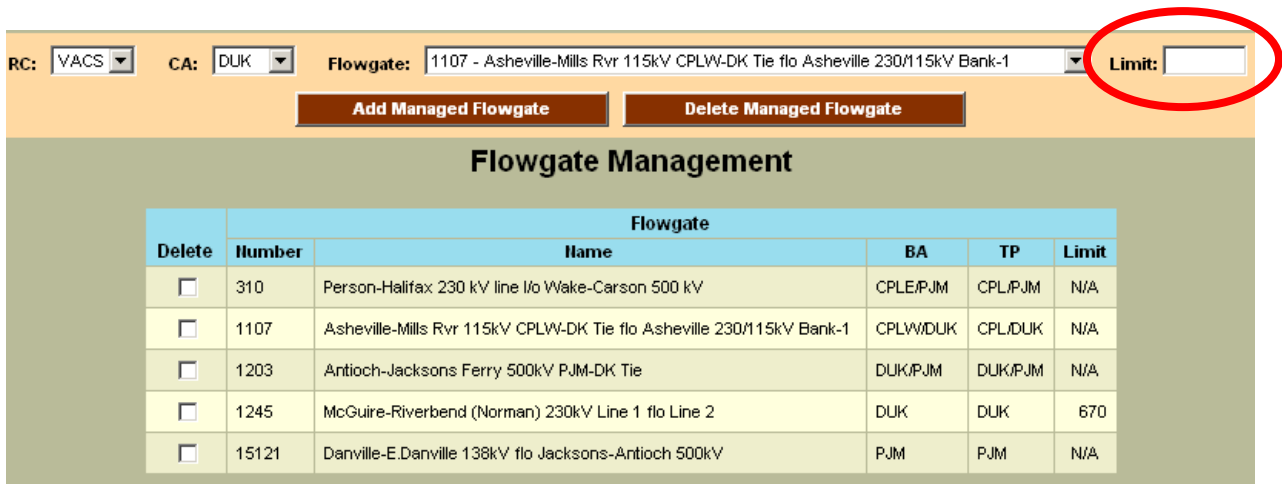 RC: VACS CA: DUK Flowgate: 1107 - Asheville-Mills Rvr 115kV CPLW-DK Tie flo Asheville 230/115kV Bank-1 Limit:
Add Managed Flowgate Delete Managed Flowgate
Flowgate Management
Flowgate
Delete Number Name BA TP Limit
310 Person-Halifax 230 kV line l/o Wake-Carson 500 kV CPLE/PJM CPL/PJM N/A
1107 Asheville-Mills Rvr 115kV CPLW-DK Tie flo Asheville 230/115kV Bank-1 CPLW/DUK CPL/DUK N/A
1203 Antioch-Jacksons Ferry 500kV PJM-DK Tie DUK/PJM DUK/PJM N/A
1245 McGuire-Riverbend (Norman) 230kV Line 1 flo Line 2 DUK DUK 670
15121 Danville-E.Danville 138kV flo Jacksons-Antioch 500kV PJM PJM N/A